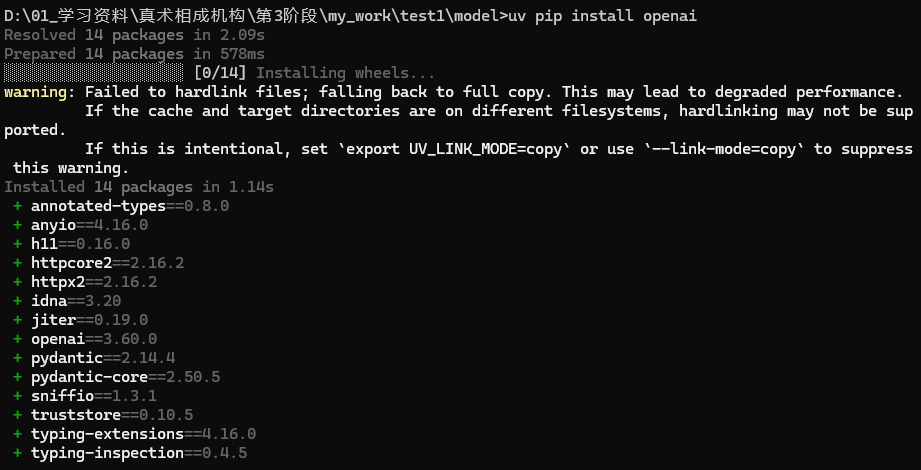 D:\01_学习资料\真术相成机构\第3阶段\my_work\test1\model>uv pip install openai
Resolved 14 packages in 2.09s
Prepared 14 packages in 578ms
░░░░░░░░░░░░░░░░░░░░ [0/14] Installing wheels...
warning: Failed to hardlink files; falling back to full copy. This may lead to degraded performance.
         If the cache and target directories are on different filesystems, hardlinking may not be sup
ported.
         If this is intentional, set `export UV_LINK_MODE=copy` or use `--link-mode=copy` to suppress
 this warning.
Installed 14 packages in 1.14s
 + annotated-types==0.8.0
 + anyio==4.16.0
 + h11==0.16.0
 + httpcore2==2.16.2
 + httpx2==2.16.2
 + idna==3.20
 + jiter==0.19.0
 + openai==3.60.0
 + pydantic==2.14.4
 + pydantic-core==2.50.5
 + sniffio==1.3.1
 + truststore==0.10.5
 + typing-extensions==4.16.0
 + typing-inspection==0.4.5